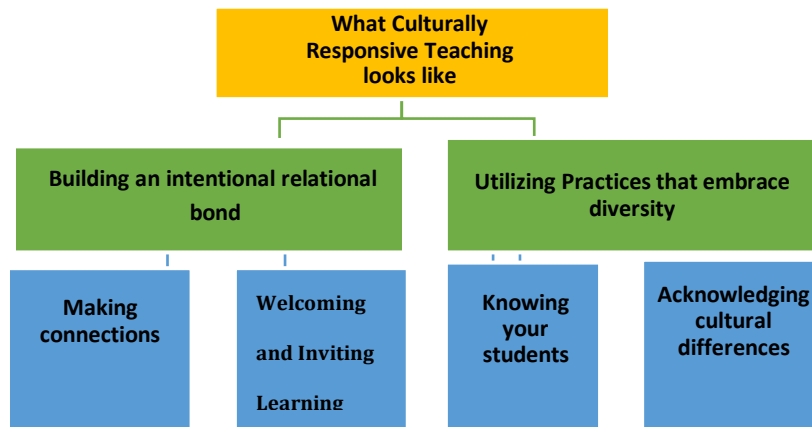 What Culturally
Responsive Teaching
looks like
Building an intentional relational
bond
Utilizing Practices that embrace
diversity
Making
connections
Welcoming
and Inviting
Learning
Knowing
your
students
Acknowledging
cultural
differences